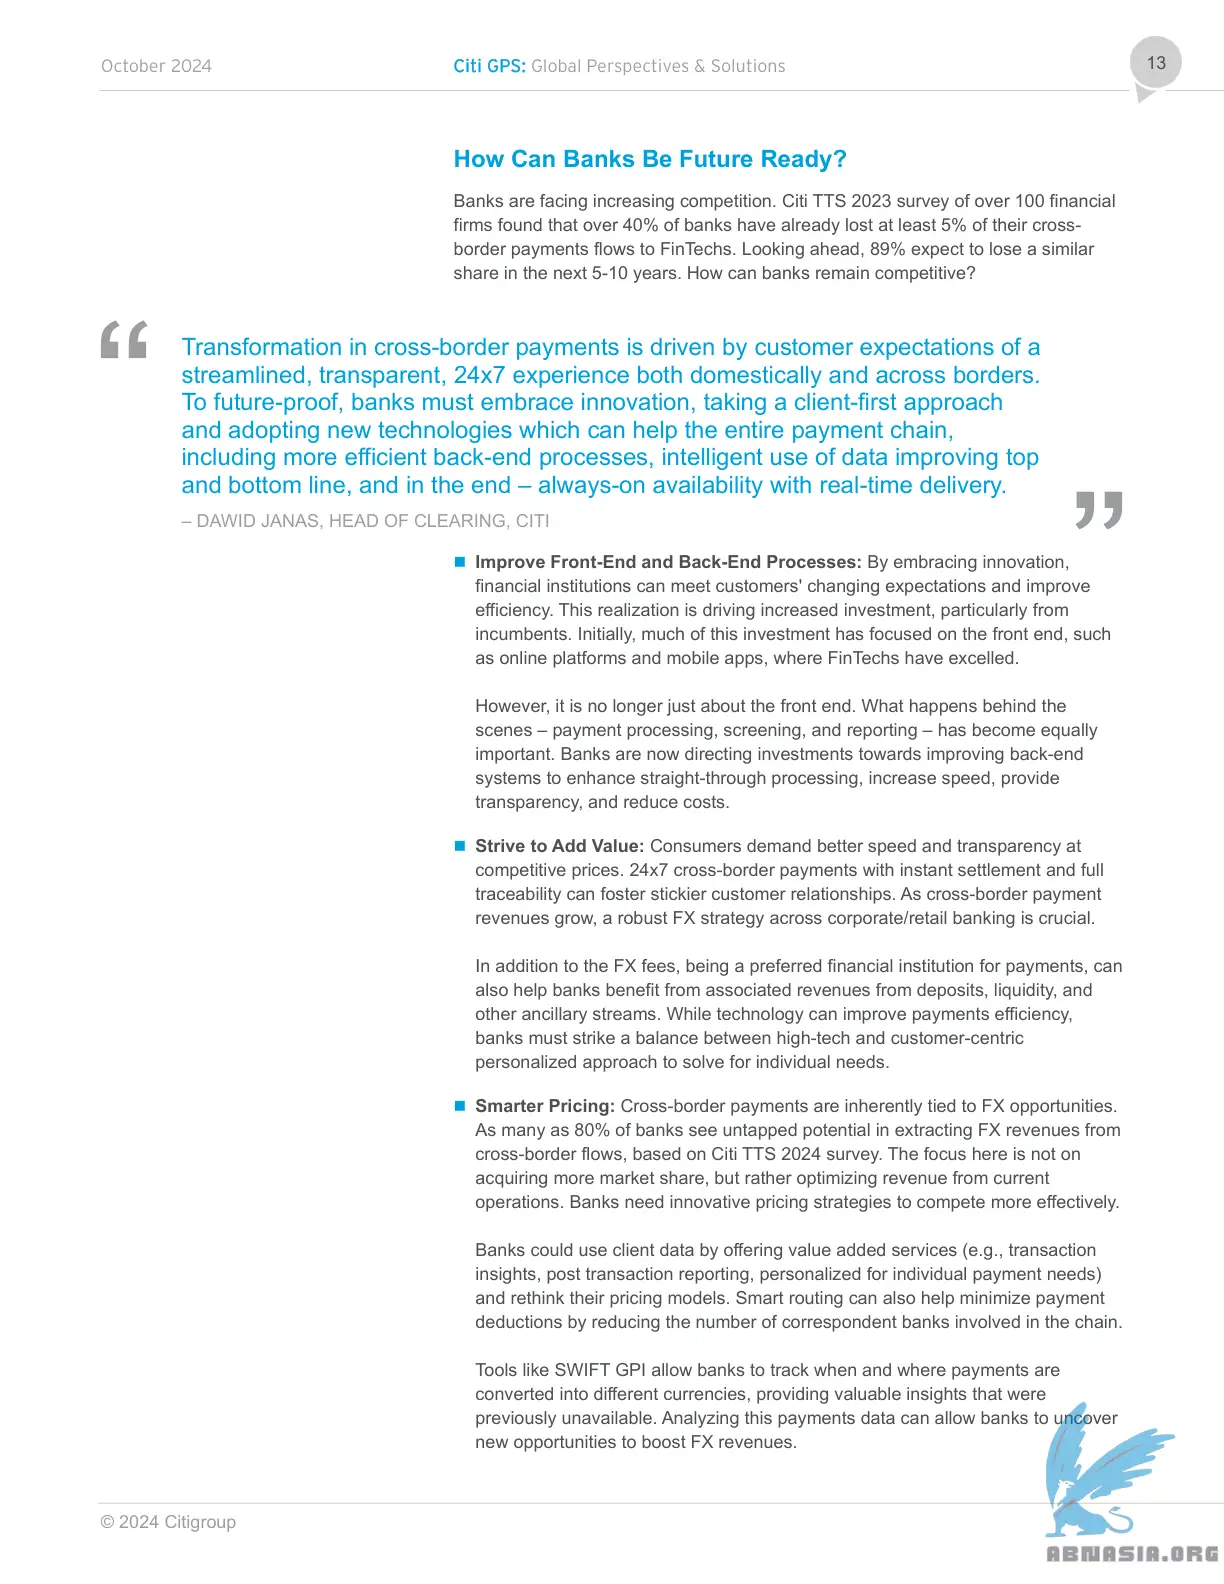 October 2024
Citi GPS: Global Perspectives & Solutions
13
How Can Banks Be Future Ready?
Banks are facing increasing competition. Citi TTS 2023 survey of over 100 financial
firms found that over 40% of banks have already lost at least 5% of their cross-
border payments flows to FinTechs. Looking ahead, 89% expect to lose a similar
share in the next 5-10 years. How can banks remain competitive?
“
Transformation in cross-border payments is driven by customer expectations of a
streamlined, transparent, 24x7 experience both domestically and across borders.
To future-proof, banks must embrace innovation, taking a client-first approach
and adopting new technologies which can help the entire payment chain,
including more efficient back-end processes, intelligent use of data improving top
and bottom line, and in the end – always-on availability with real-time delivery.
”
– DAWID JANAS, HEAD OF CLEARING, CITI
■ Improve Front-End and Back-End Processes: By embracing innovation,
financial institutions can meet customers' changing expectations and improve
efficiency. This realization is driving increased investment, particularly from
incumbents. Initially, much of this investment has focused on the front end, such
as online platforms and mobile apps, where FinTechs have excelled.
However, it is no longer just about the front end. What happens behind the
scenes – payment processing, screening, and reporting – has become equally
important. Banks are now directing investments towards improving back-end
systems to enhance straight-through processing, increase speed, provide
transparency, and reduce costs.
■ Strive to Add Value: Consumers demand better speed and transparency at
competitive prices. 24x7 cross-border payments with instant settlement and full
traceability can foster stickier customer relationships. As cross-border payment
revenues grow, a robust FX strategy across corporate/retail banking is crucial.
In addition to the FX fees, being a preferred financial institution for payments, can
also help banks benefit from associated revenues from deposits, liquidity, and
other ancillary streams. While technology can improve payments efficiency,
banks must strike a balance between high-tech and customer-centric
personalized approach to solve for individual needs.
■ Smarter Pricing: Cross-border payments are inherently tied to FX opportunities.
As many as 80% of banks see untapped potential in extracting FX revenues from
cross-border flows, based on Citi TTS 2024 survey. The focus here is not on
acquiring more market share, but rather optimizing revenue from current
operations. Banks need innovative pricing strategies to compete more effectively.
Banks could use client data by offering value added services (e.g., transaction
insights, post transaction reporting, personalized for individual payment needs)
and rethink their pricing models. Smart routing can also help minimize payment
deductions by reducing the number of correspondent banks involved in the chain.
Tools like SWIFT GPI allow banks to track when and where payments are
converted into different currencies, providing valuable insights that were
previously unavailable. Analyzing this payments data can allow banks to uncover
new opportunities to boost FX revenues.
© 2024 Citigroup
ABNASIA.ORG